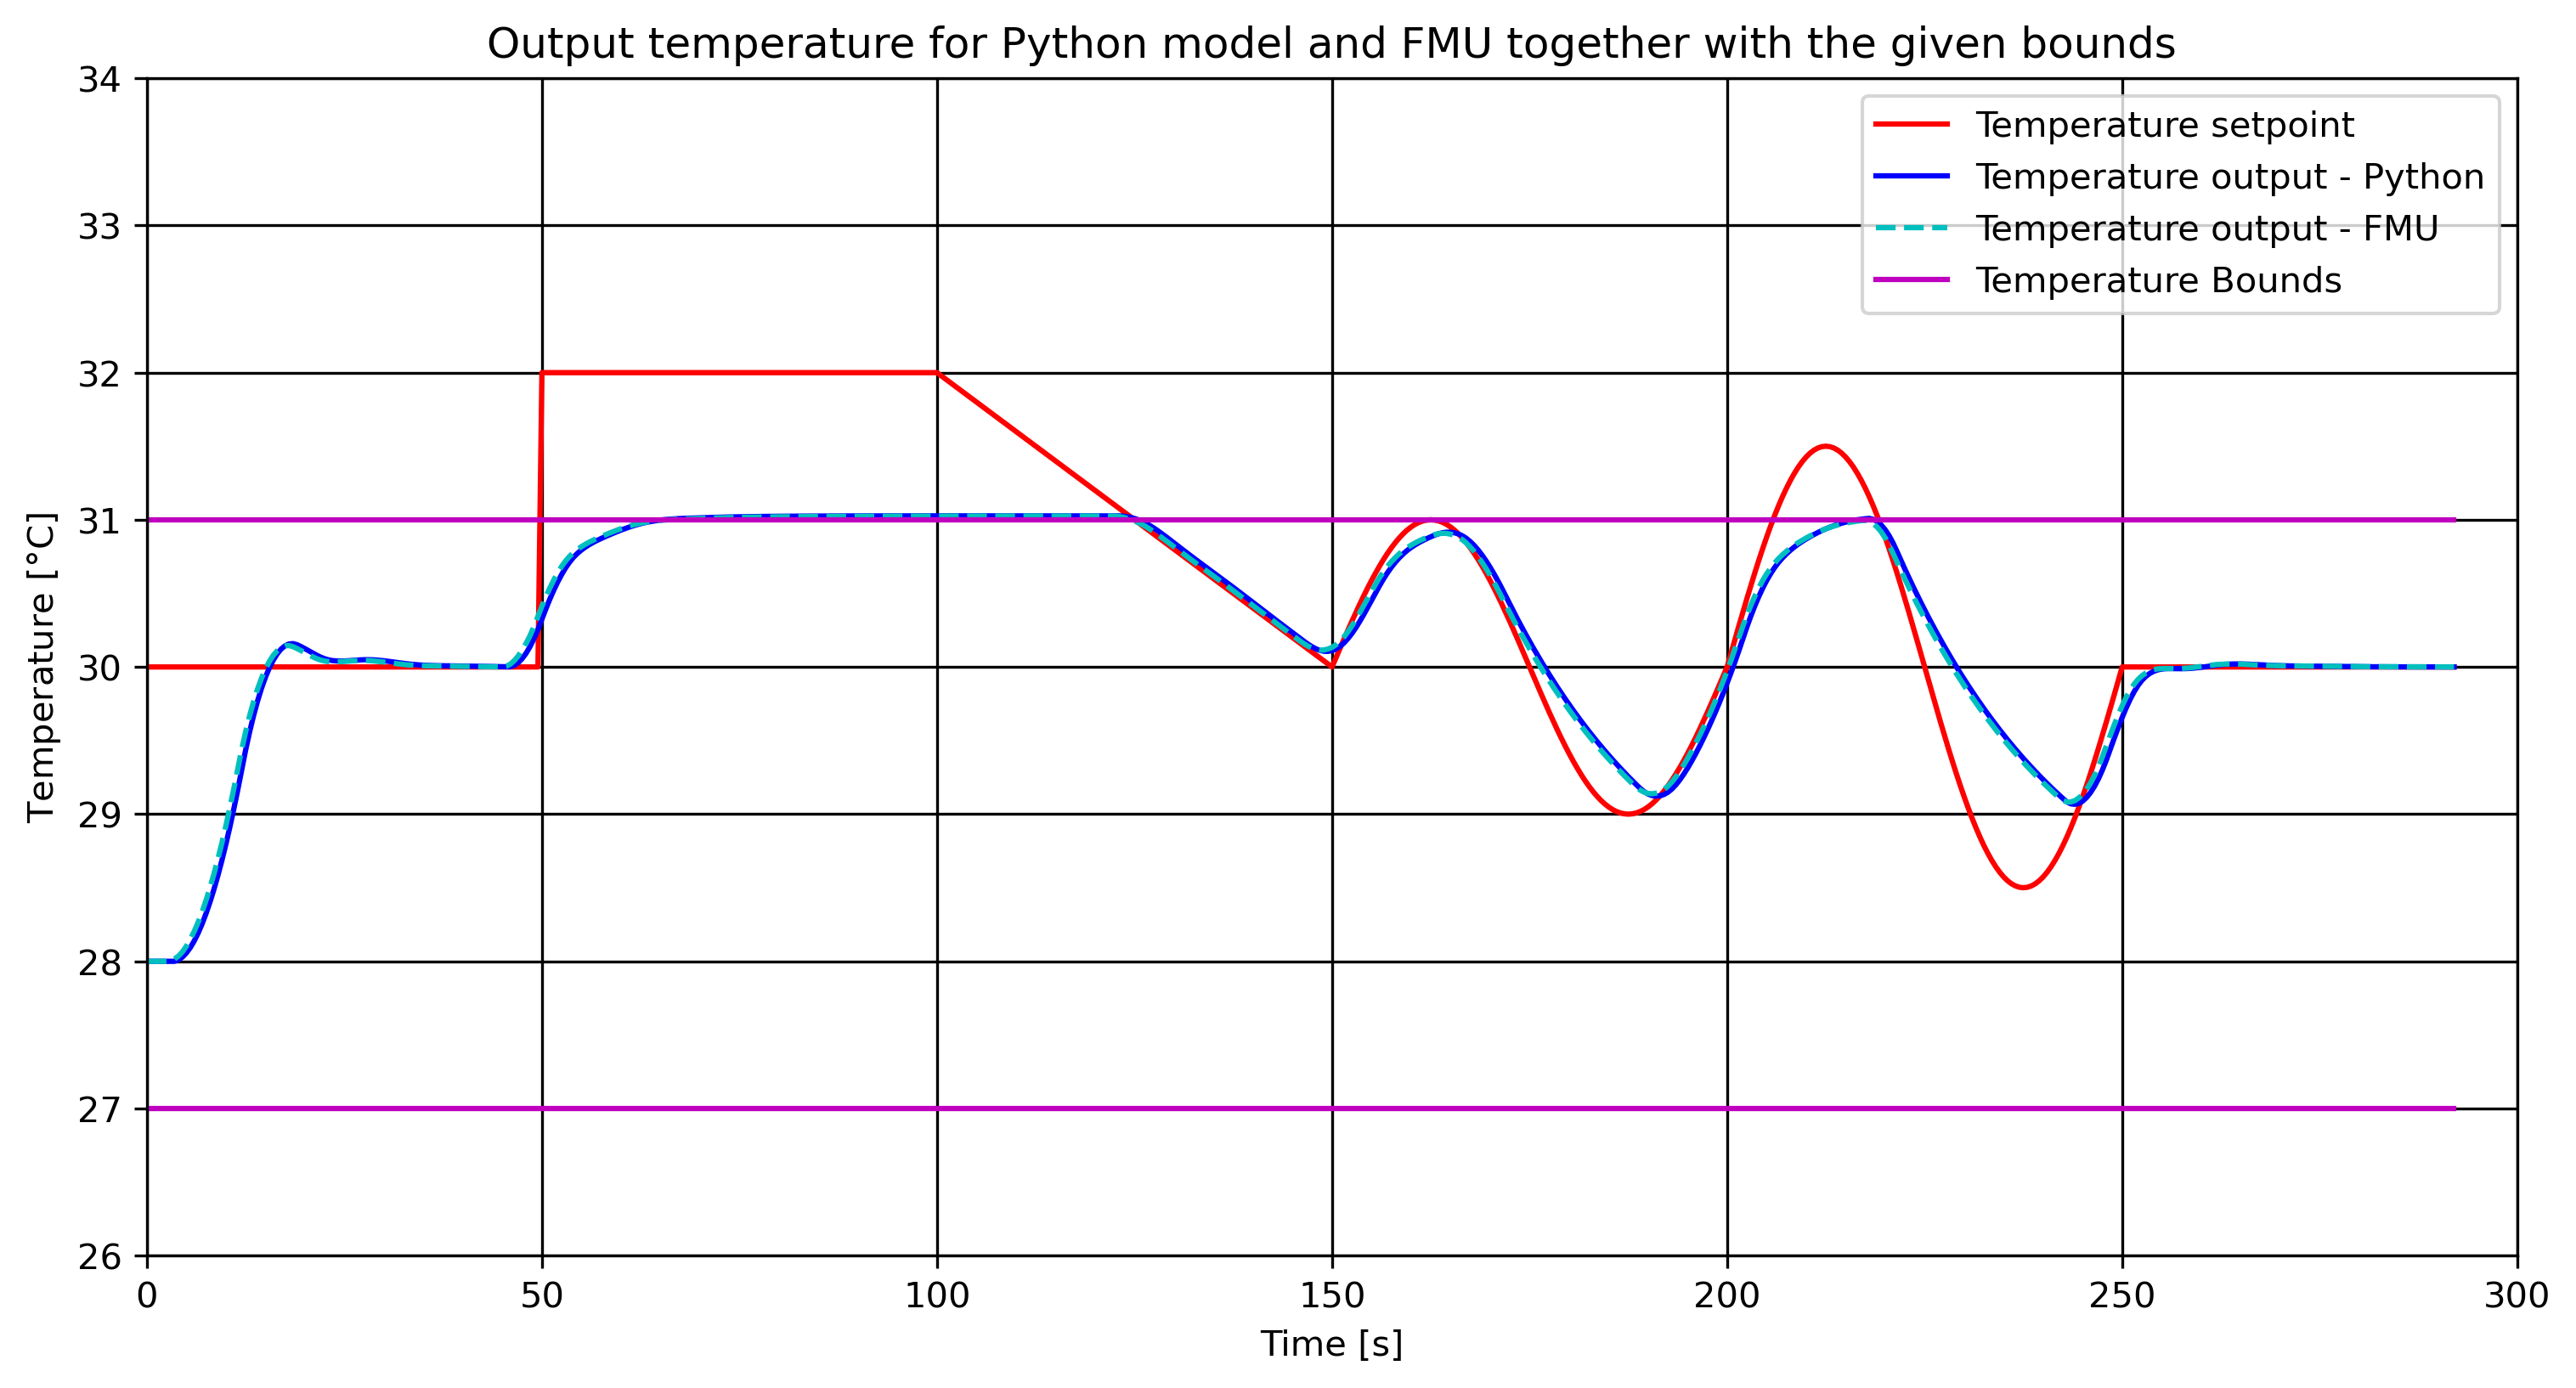 Output temperature for Python model and FMU together with the given bounds
34
33
32
31
30
29
28
27
26
Temperature [°C]
Temperature setpoint
Temperature output - Python
Temperature output - FMU
Temperature Bounds
0 50 100 150 200 250 300
Time [s]